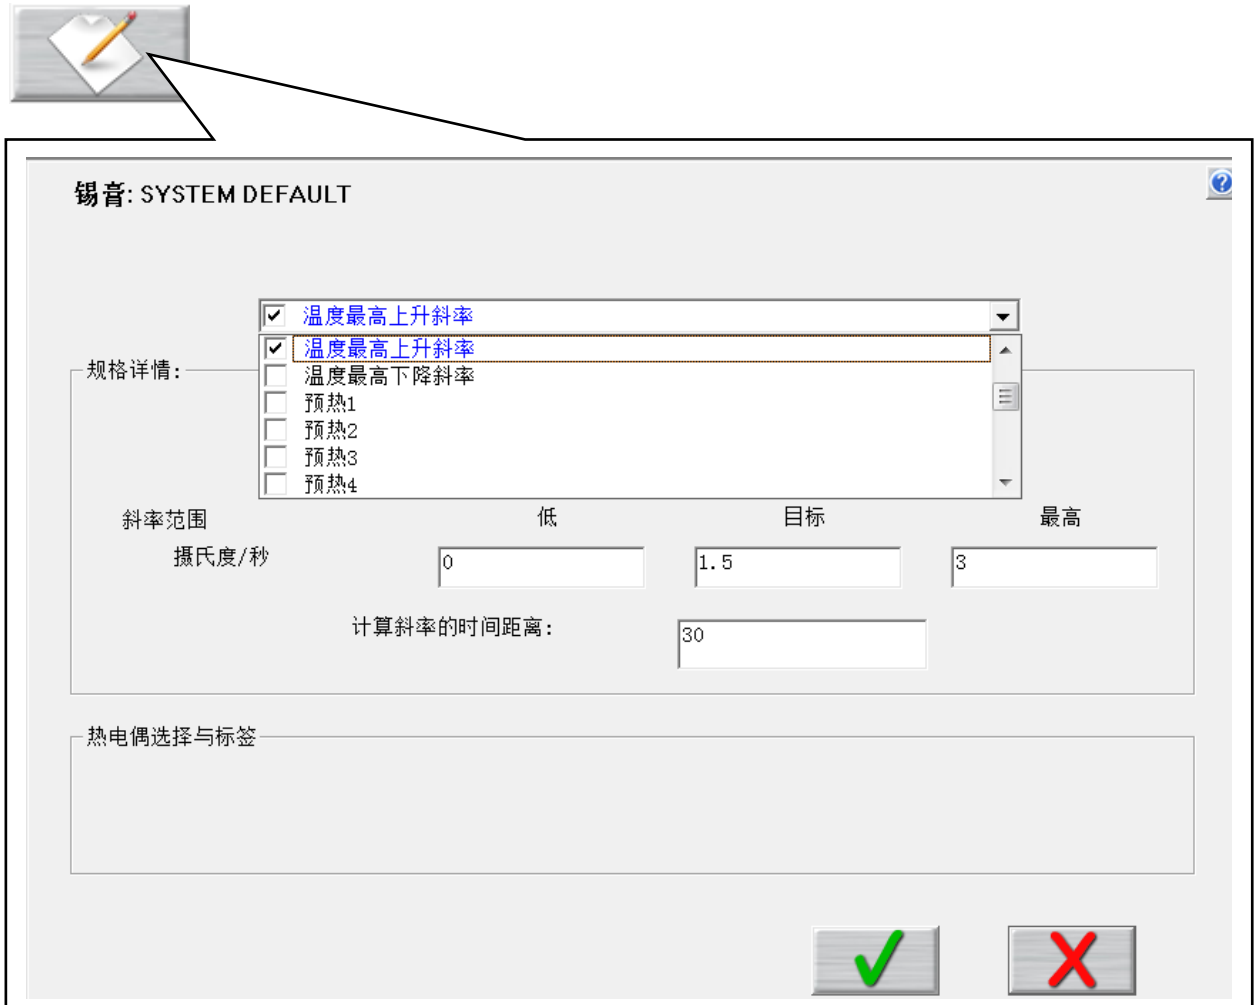 锡膏: SYSTEM DEFAULT
温度最高上升斜率
温度最高上升斜率
规格详情:
温度最高下降斜率
预热1
预热2
预热3
预热4
斜率范围 低 目标 最高
摄氏度/秒 0 1.5 3
计算斜率的时间距离: 30
热电偶选择与标签